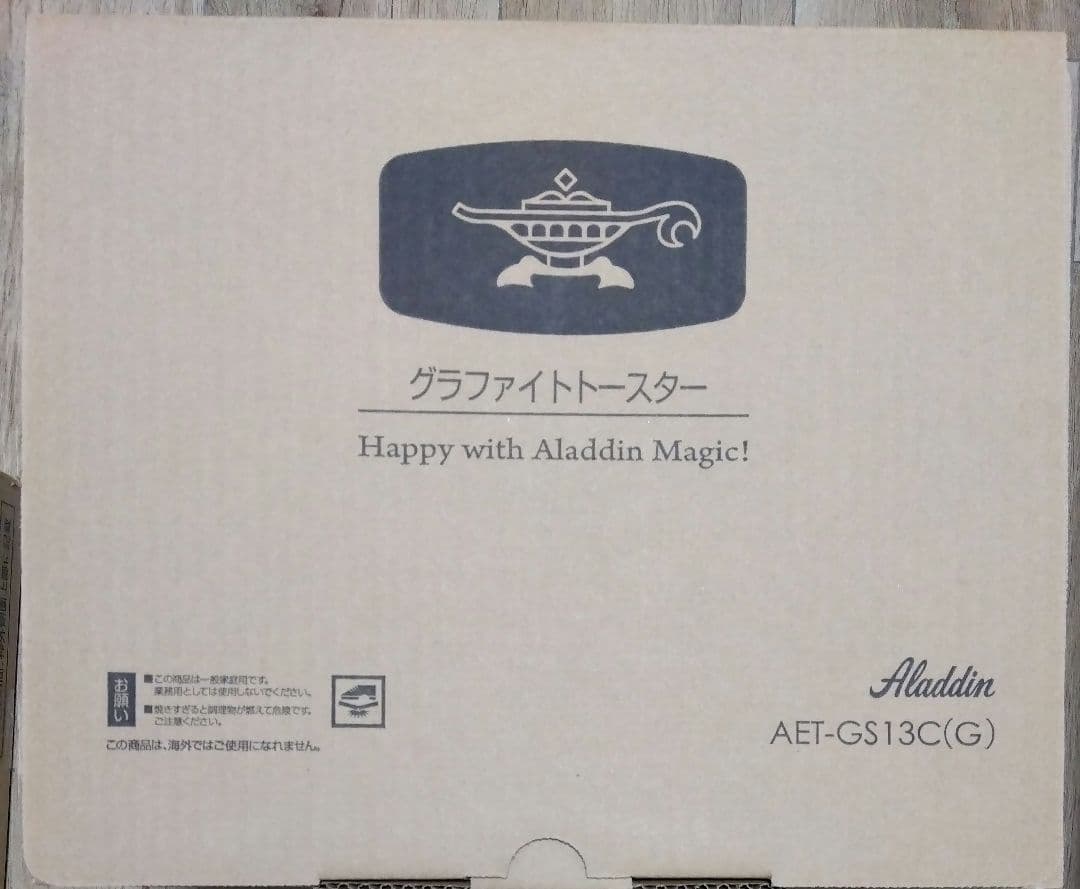 グラファイトトースター
Happy with Aladdin Magic!
お願い
■この商品は一般家庭用です。
業務用としては使用しないでください。
■焼きすぎると調理物が燃えて危険です。
ご注意ください。
この商品は、海外ではご使用になれません。
Aladdin
AET-GS13C(G)